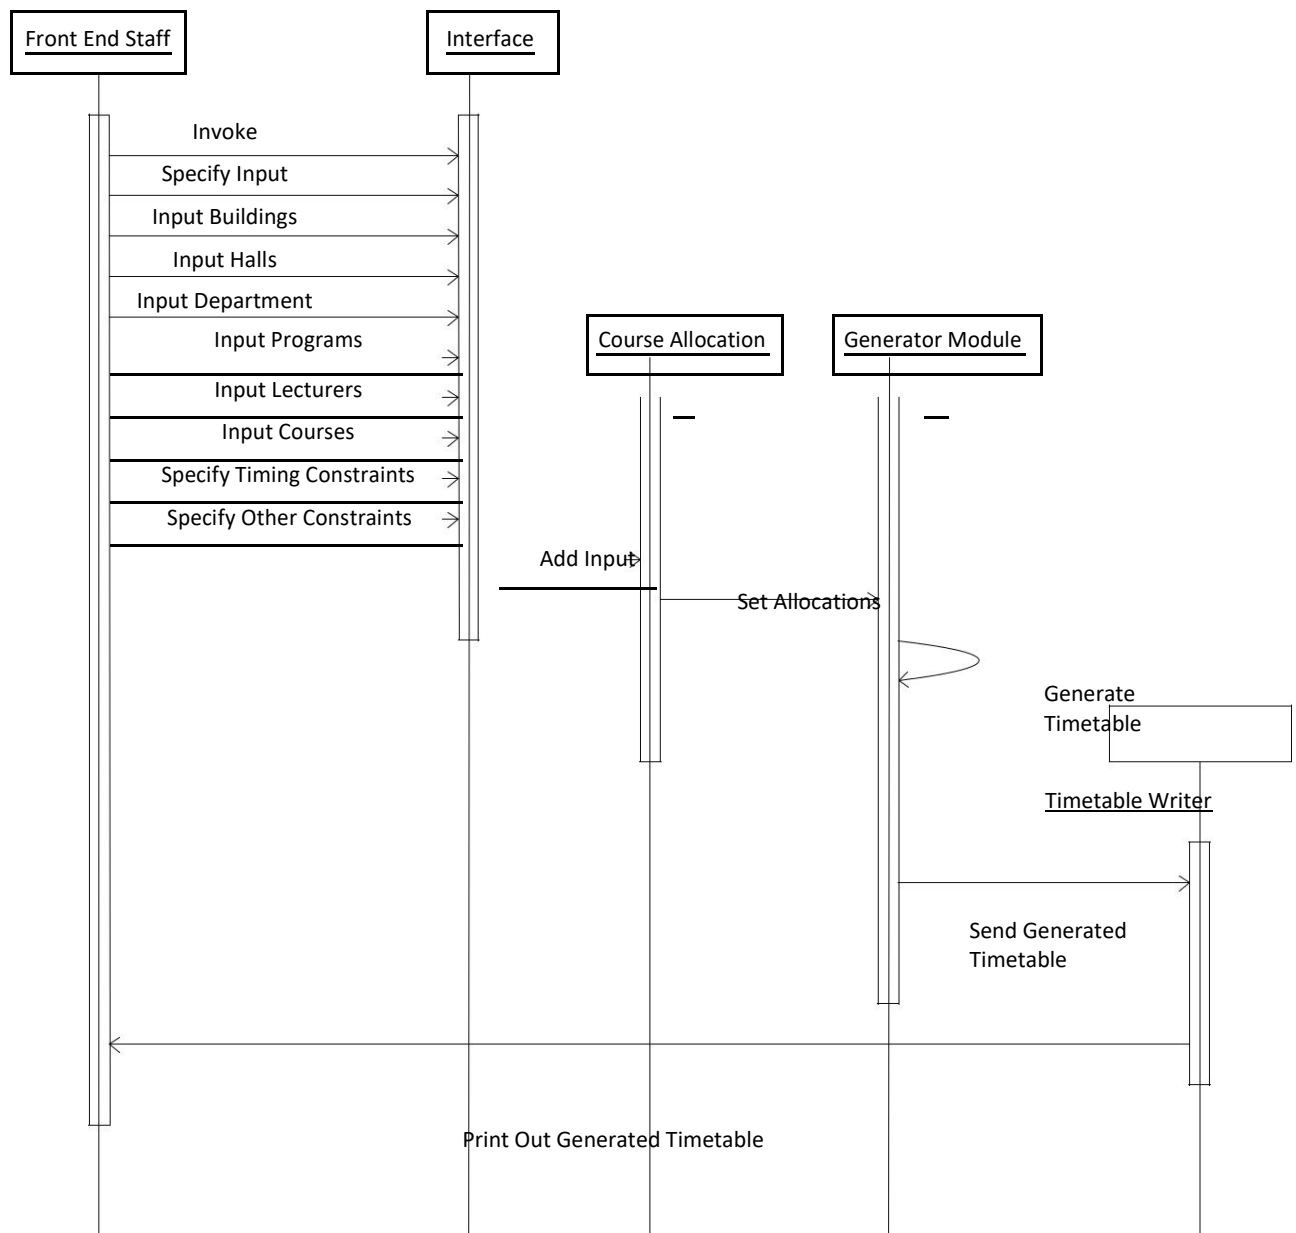 Front End Staff
Interface
Invoke
Specify Input
Input Buildings
Input Halls
Input Department
Input Programs
Course Allocation
Generator Module
Input Lecturers
Input Courses
Specify Timing Constraints
Specify Other Constraints
Add Input
Set Allocations
Generate
Timetable
Timetable Writer
Send Generated
Timetable
Print Out Generated Timetable